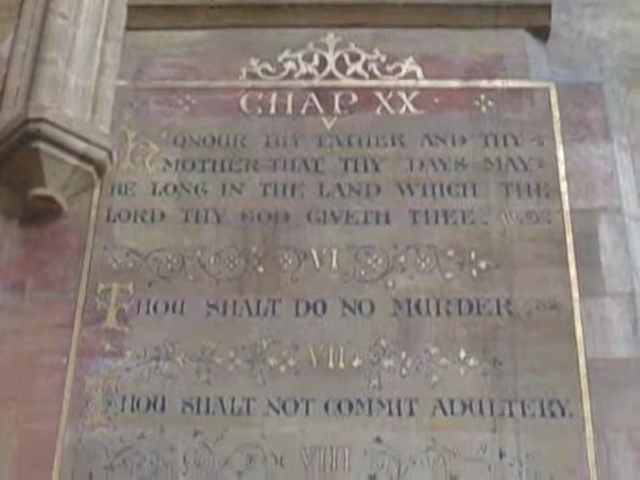 CHAP XX
HONOUR THY FATHER AND THY
MOTHER THAT THY DAYS MAY
BE LONG IN THE LAND WHICH THE
LORD THY GOD GIVETH THEE.
VI
THOU SHALT DO NO MURDER
VII
THOU SHALT NOT COMMIT ADULTERY.
VIII